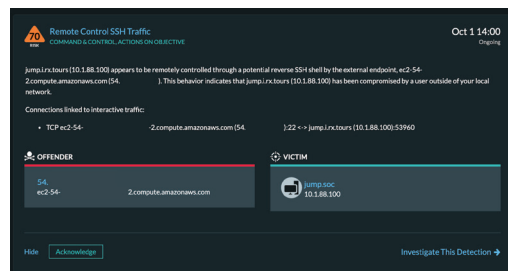 70
RISK
Remote Control SSH Traffic
COMMAND & CONTROL, ACTIONS ON OBJECTIVE
Oct 1 14:00
Ongoing
jump.i.rx.tours (10.1.88.100) appears to be remotely controlled through a potential reverse SSH shell by the external endpoint, ec2-54-
2.compute.amazonaws.com (54. ). This behavior indicates that jump.i.rx.tours (10.1.88.100) has been compromised by a user outside of your local
network.
Connections linked to interactive traffic:
• TCP ec2-54- -2.compute.amazonaws.com (54. ):22 <-> jump.i.rx.tours (10.1.88.100):53960
OFFENDER
54.
ec2-54- 2.compute.amazonaws.com
VICTIM
jump.soc
10.1.88.100
Hide
Acknowledge
Investigate This Detection →